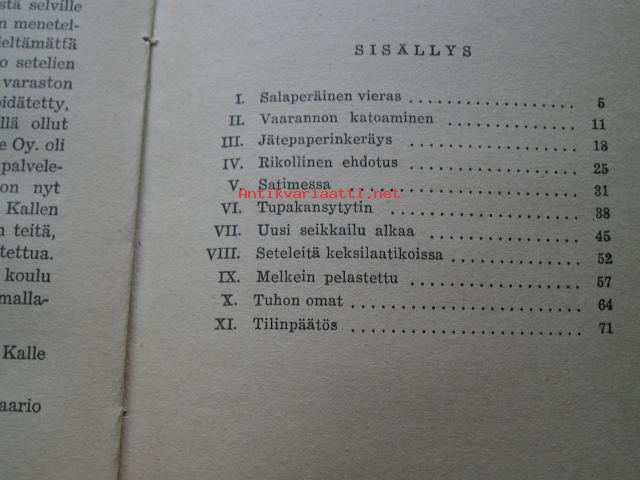 stä selville
n menetel-
ieltämättä
o setelien
varaston
pidätetty,
llä ollut
e Oy. oli
palvele-
on nyt
Kallen
n teitä,
tettua.
koulu
malla-
Kalle
aario
SISÄLLYS
I. Salaperäinen vieras .................... 5
II. Vaarannon katoaminen ................ 11
III. Jätepaperinkeräys ..................... 18
IV. Rikollinen ehdotus .................... 25
V. Satimessa ............................ 31
Antikvariaatti.net
VI. Tupakansytytin ....................... 38
VII. Uusi seikkailu alkaa .................. 45
VIII. Seteleitä keksilaatikoissa .............. 52
IX. Melkein pelastettu .................... 57
X. Tuhon omat .......................... 64
XI. Tilinpäätös ........................... 71